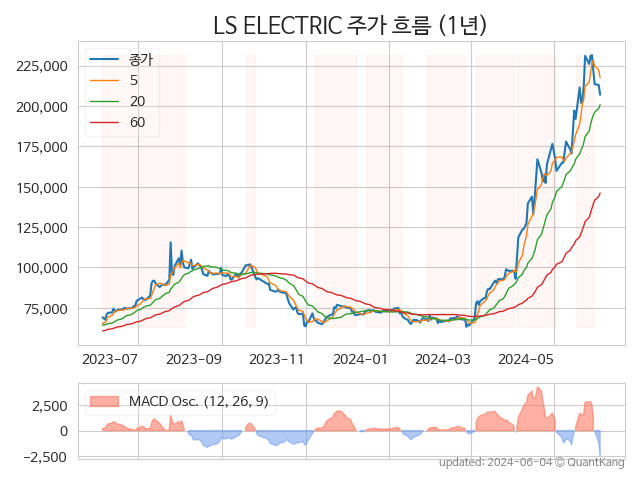 LS ELECTRIC 주가 흐름 (1년)
종가
5
20
60
225,000
200,000
175,000
150,000
125,000
100,000
75,000
2023-07 2023-09 2023-11 2024-01 2024-03 2024-05
MACD Osc. (12, 26, 9)
2,500
0
−2,500
updated: 2024-06-04 © QuantKang